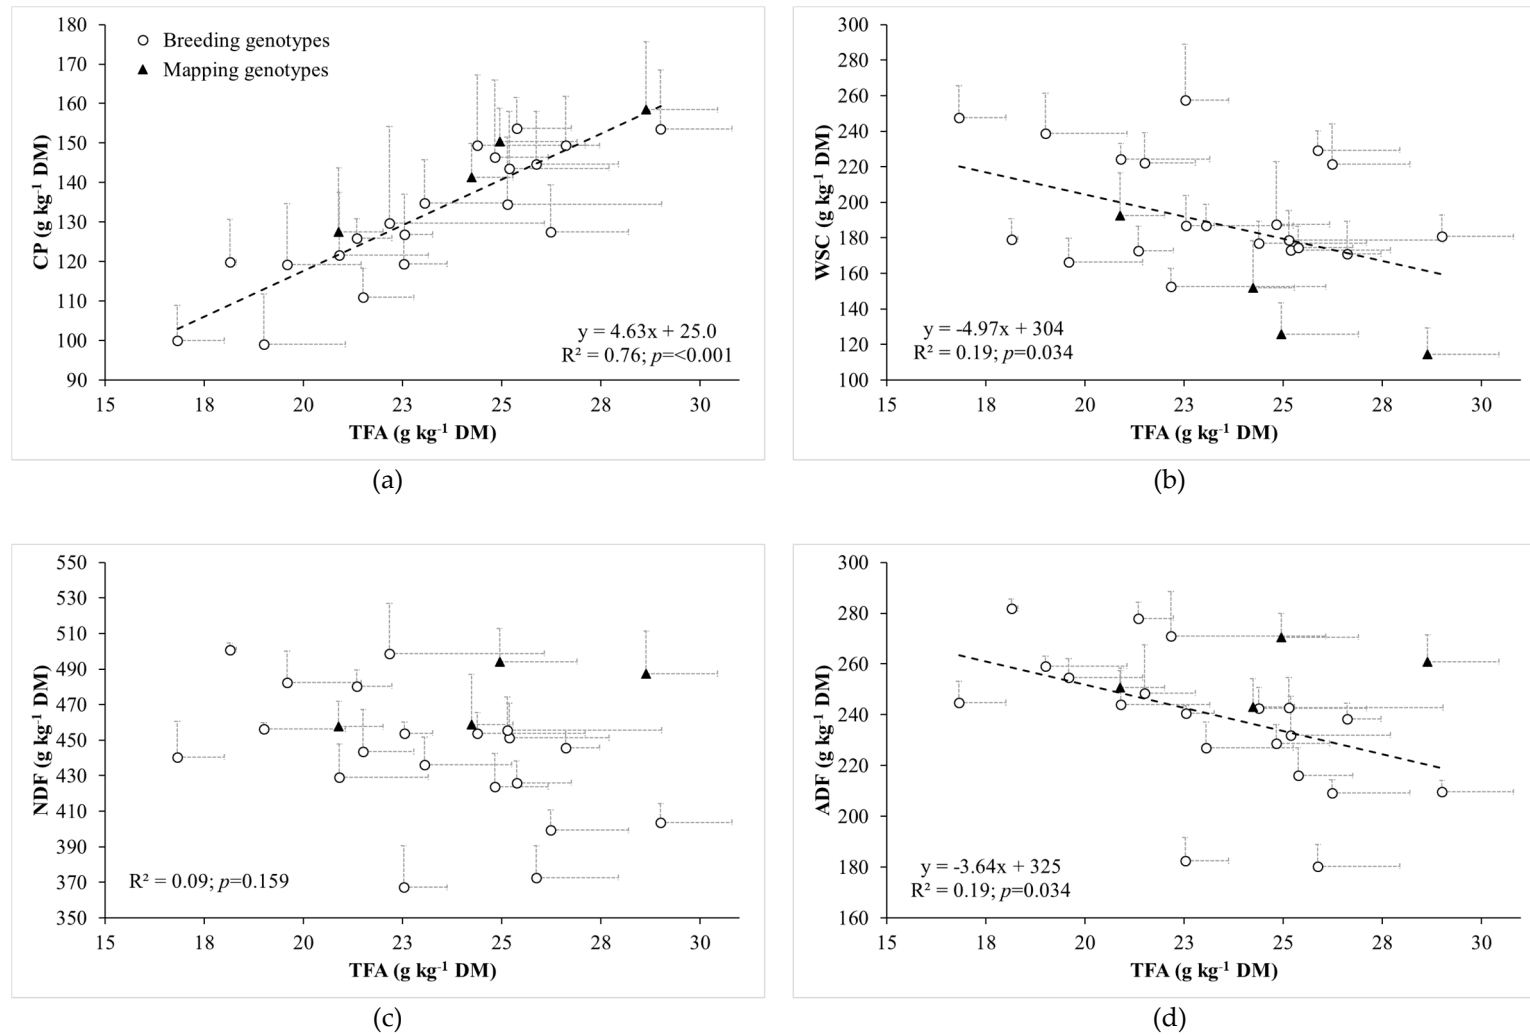 180
170
160
150
140
130
120
110
100
90
CP (g kg-1 DM)
Breeding genotypes
Mapping genotypes
y = 4.63x + 25.0
R² = 0.76; p=<0.001
15 18 20 23 25 28 30
TFA (g kg-1 DM)
(a)
300
280
260
240
220
200
180
160
140
120
100
WSC (g kg-1 DM)
y = -4.97x + 304
R² = 0.19; p=0.034
15 18 20 23 25 28 30
TFA (g kg-1 DM)
(b)
550
530
510
490
470
450
430
410
390
370
350
NDF (g kg-1 DM)
R² = 0.09; p=0.159
15 18 20 23 25 28 30
TFA (g kg-1 DM)
(c)
300
280
260
240
220
200
180
160
ADF (g kg-1 DM)
y = -3.64x + 325
R² = 0.19; p=0.034
15 18 20 23 25 28 30
TFA (g kg-1 DM)
(d)